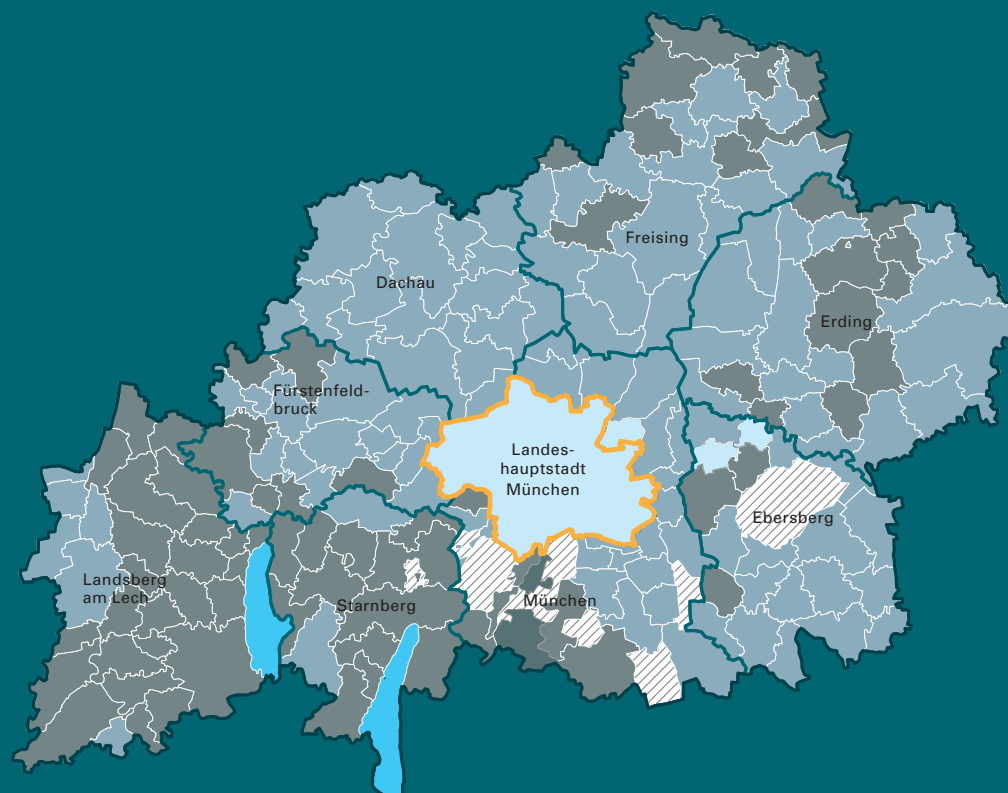 Freising
Dachau
Erding
Fürstenfeld-
bruck
Landes-
hauptstadt
München
Ebersberg
Landsberg
am Lech
Starnberg
München